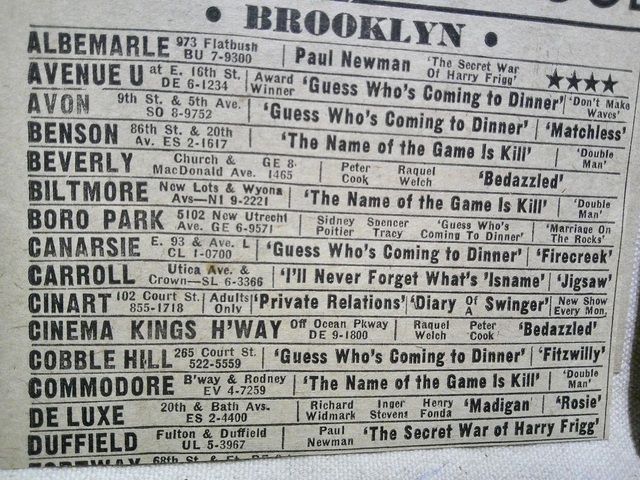 • BROOKLYN •
ALBEMARLE 973 Flatbush BU 7-9300 | Paul Newman 'The Secret War Of Harry Frigg' ★★★★
AVENUE U at E. 16th St. DE 6-1234 | Award Winner 'Guess Who's Coming to Dinner' | 'Don't Make Waves'
AVON 9th St. & 5th Ave. SO 8-9752 | 'Guess Who's Coming to Dinner' | 'Matchless'
BENSON 86th St. & 20th Av. ES 2-1617 | 'The Name of the Game Is Kill' | 'Double Man'
BEVERLY Church & MacDonald Ave. GE 8-1465 | Peter Cook Raquel Welch 'Bedazzled'
BILTMORE New Lots & Wyona Avs—NI 9-2221 | 'The Name of the Game Is Kill' | 'Double Man'
BORO PARK 5102 New Utrecht Ave. GE 6-9571 | Sidney Poitier Spencer Tracy 'Guess Who's Coming To Dinner' | 'Marriage On The Rocks'
CANARSIE E. 93 & Ave. L CL 1-0700 | 'Guess Who's Coming to Dinner' | 'Firecreek'
CARROLL Utica Ave. & Crown—SL 6-3366 | 'I'll Never Forget What's 'Isname' | 'Jigsaw'
CINART 102 Court St. 855-1718 | Adults Only | 'Private Relations' | 'Diary Of A Swinger' | New Show Every Mon.
CINEMA KINGS H'WAY Off Ocean Pkway DE 9-1800 | Raquel Welch Peter Cook 'Bedazzled'
COBBLE HILL 265 Court St. 522-5559 | 'Guess Who's Coming to Dinner' | 'Fitzwilly'
COMMODORE B'way & Rodney EV 4-7259 | 'The Name of the Game Is Kill' | 'Double Man'
DE LUXE 20th & Bath Avs. ES 2-4400 | Richard Widmark Inger Stevens Henry Fonda 'Madigan' | 'Rosie'
DUFFIELD Fulton & Duffield UL 5-3967 | Paul Newman 'The Secret War of Harry Frigg'
68th St